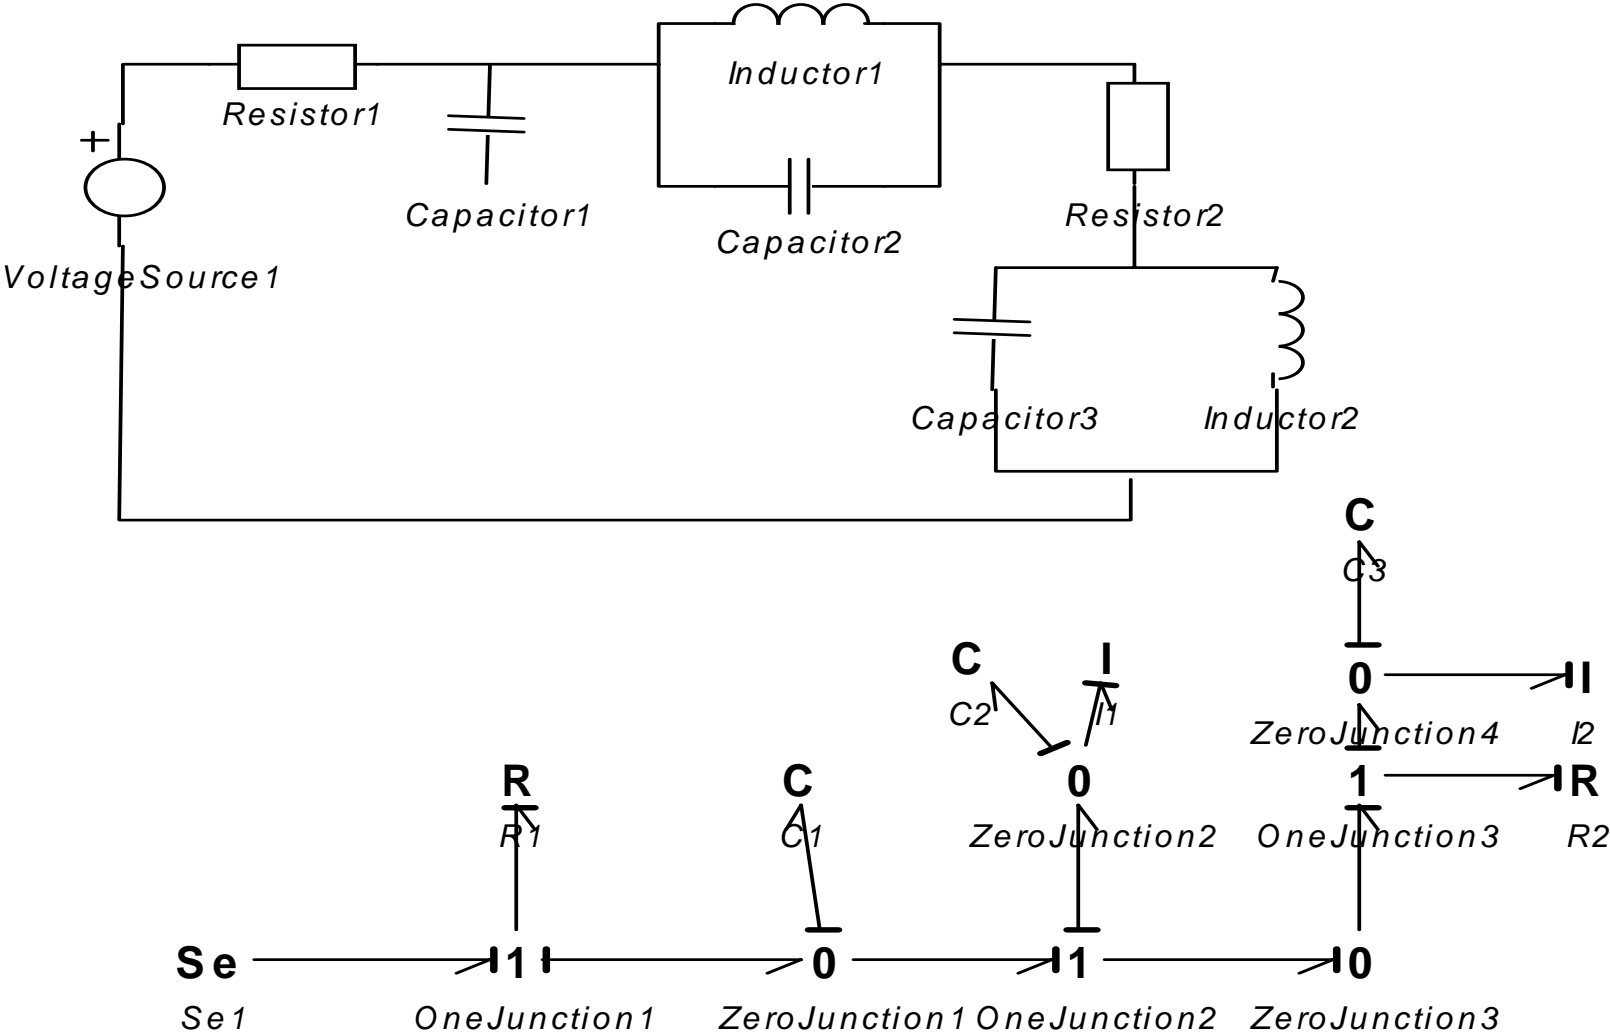 Inductor1
Resistor1
+
Capacitor1
Resistor2
Capacitor2
VoltageSource1
Capacitor3
Inductor2
C
C3
C
I
C2
I1
0
I
ZeroJunction4
I2
R
C
0
1
R
R1
C1
ZeroJunction2
OneJunction3
R2
Se
1
0
1
0
Se1
OneJunction1
ZeroJunction1
OneJunction2
ZeroJunction3